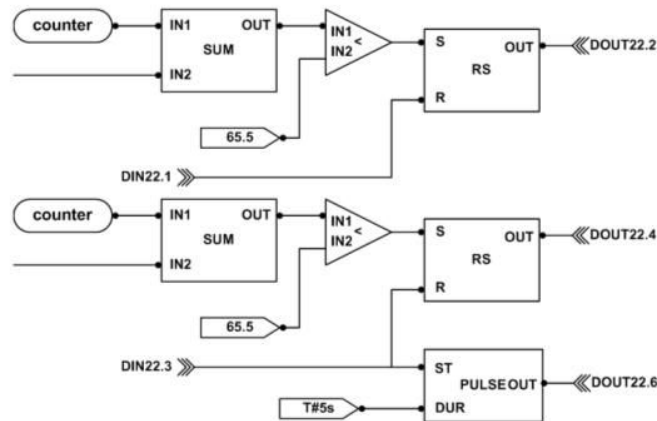 counter
IN1
OUT
SUM
IN2
IN1
IN2
<
S
OUT
RS
R
DOUT22.2
65.5
DIN22.1
counter
IN1
OUT
SUM
IN2
IN1
IN2
<
S
OUT
RS
R
DOUT22.4
65.5
DIN22.3
ST
PULSE OUT
DUR
DOUT22.6
T#5s